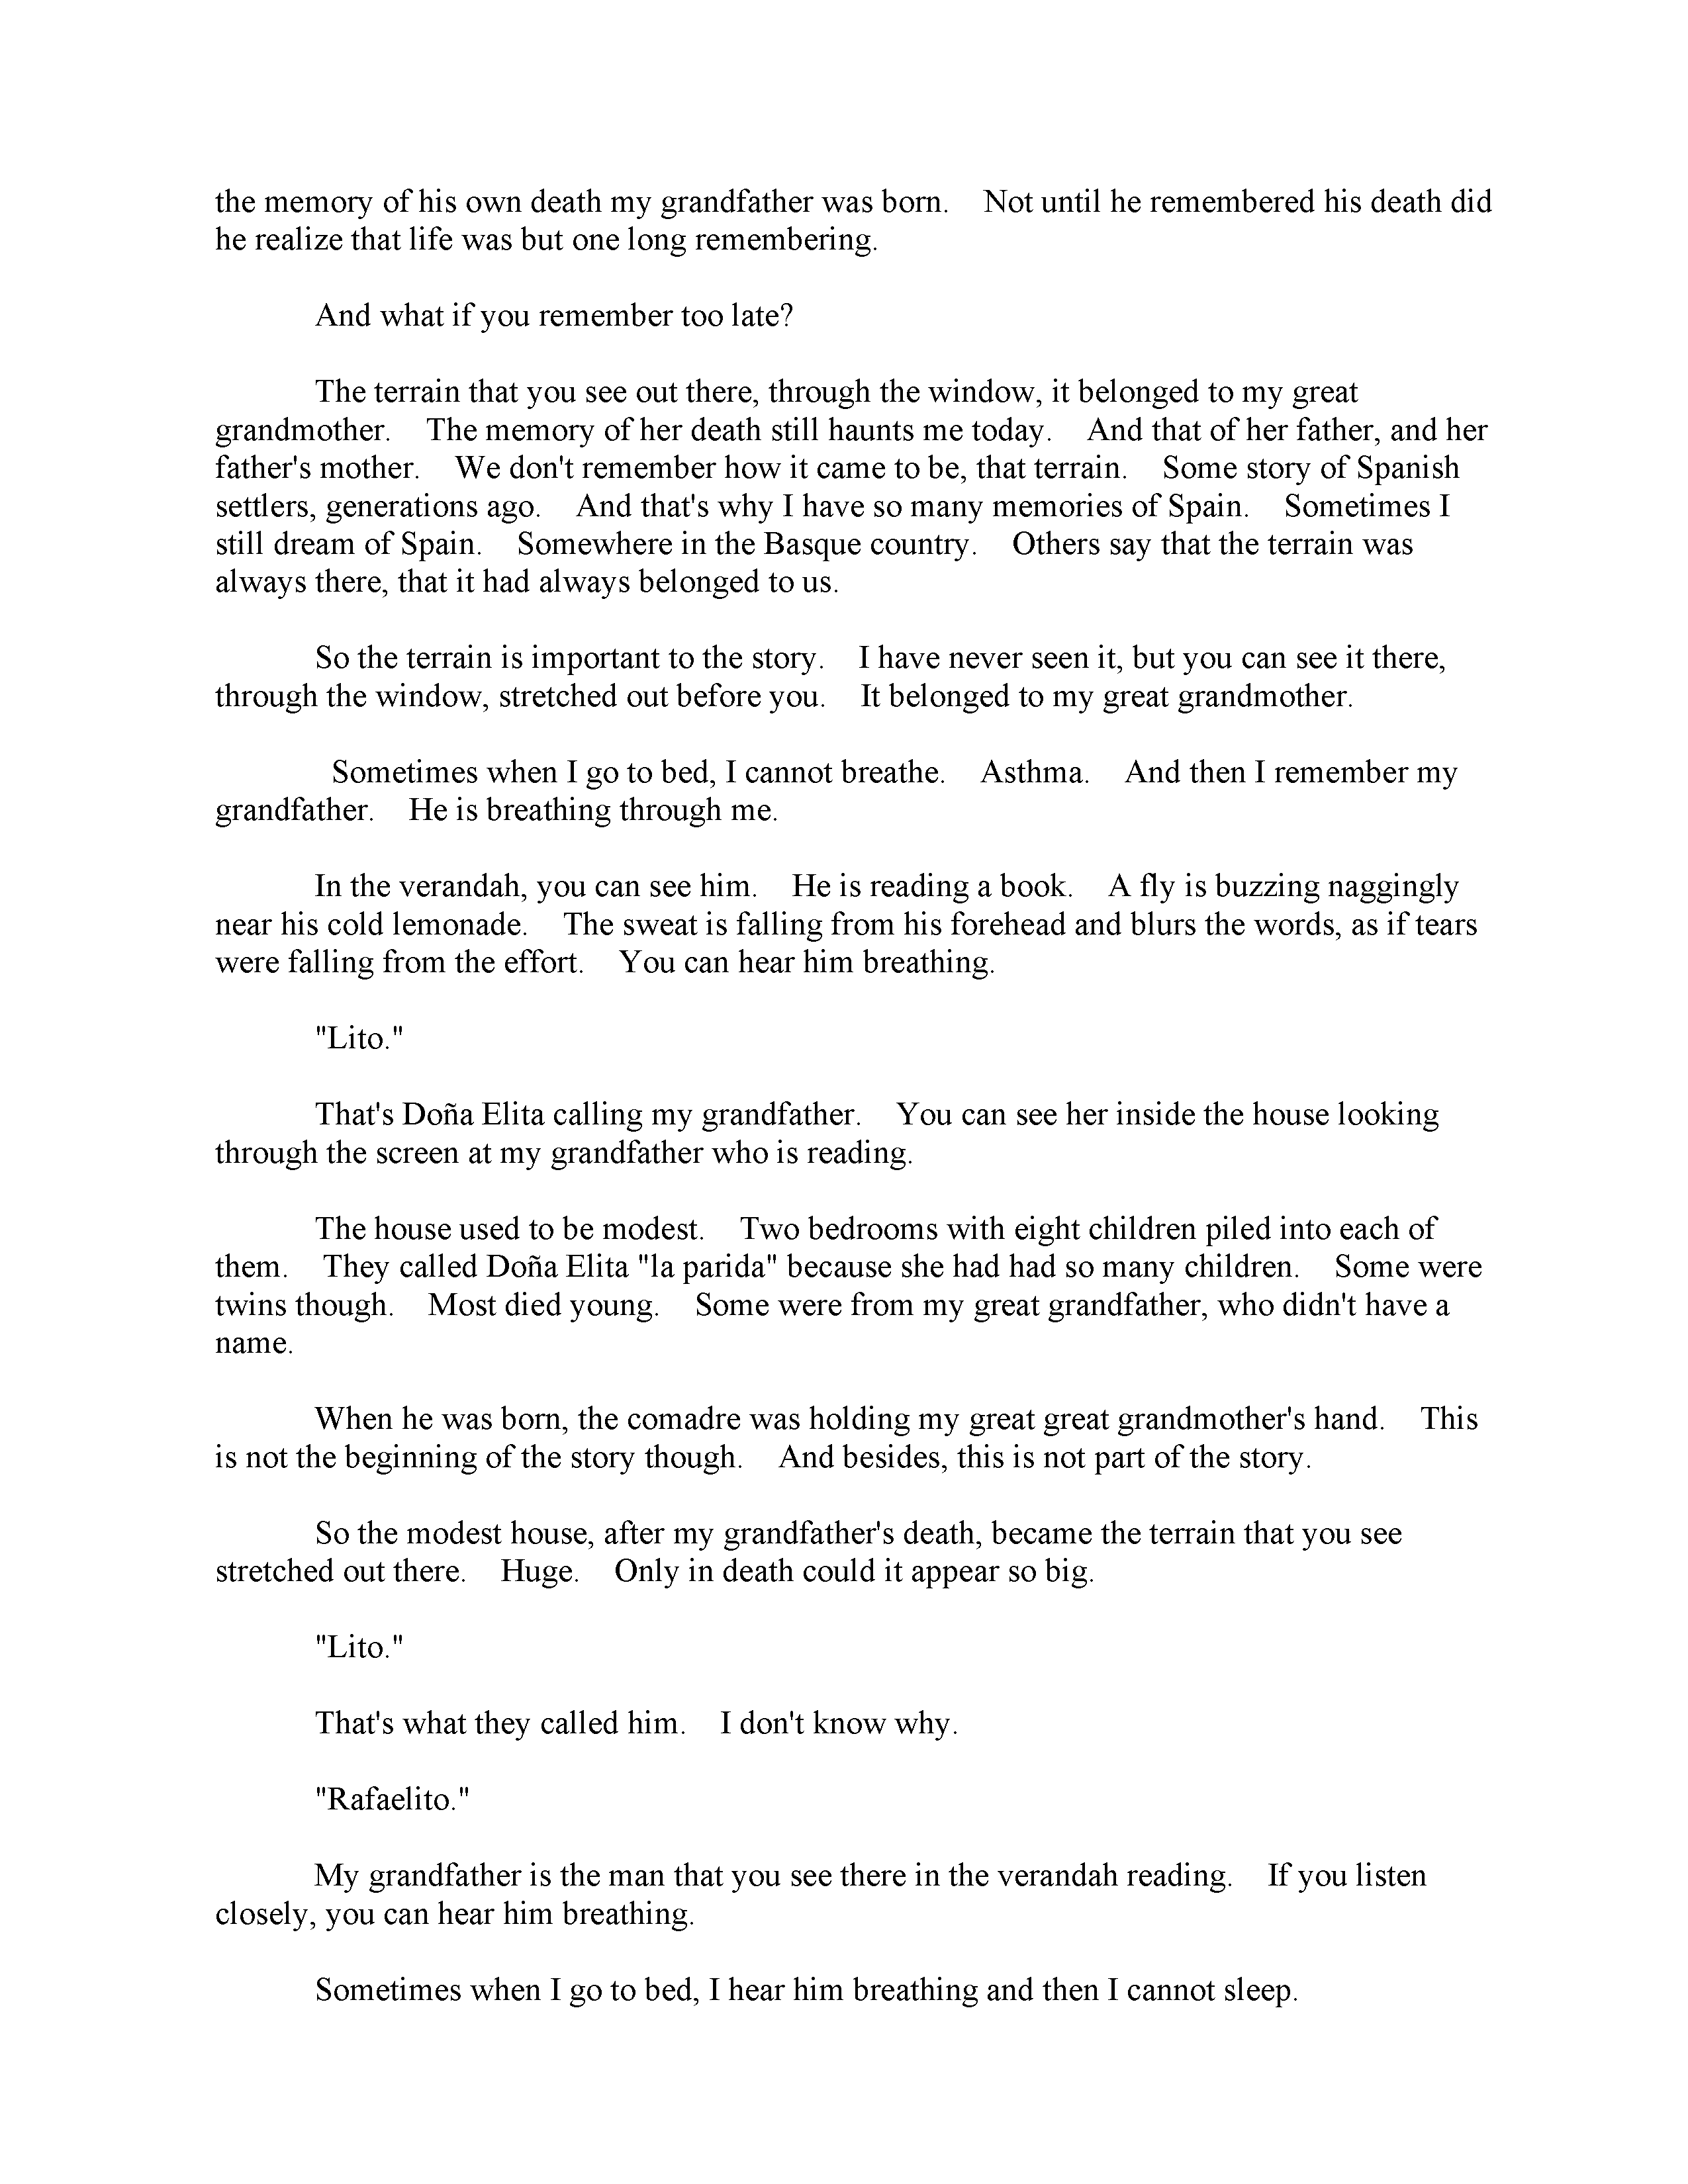 the memory of his own death my grandfather was born.    Not until he remembered his death did
he realize that life was but one long remembering.
And what if you remember too late?
The terrain that you see out there, through the window, it belonged to my great
grandmother.    The memory of her death still haunts me today.    And that of her father, and her
father's mother.    We don't remember how it came to be, that terrain.    Some story of Spanish
settlers, generations ago.    And that's why I have so many memories of Spain.    Sometimes I
still dream of Spain.    Somewhere in the Basque country.    Others say that the terrain was
always there, that it had always belonged to us.
So the terrain is important to the story.    I have never seen it, but you can see it there,
through the window, stretched out before you.    It belonged to my great grandmother.
Sometimes when I go to bed, I cannot breathe.    Asthma.    And then I remember my
grandfather.    He is breathing through me.
In the verandah, you can see him.    He is reading a book.    A fly is buzzing naggingly
near his cold lemonade.    The sweat is falling from his forehead and blurs the words, as if tears
were falling from the effort.    You can hear him breathing.
"Lito."
That's Doña Elita calling my grandfather.    You can see her inside the house looking
through the screen at my grandfather who is reading.
The house used to be modest.    Two bedrooms with eight children piled into each of
them.    They called Doña Elita "la parida" because she had had so many children.    Some were
twins though.    Most died young.    Some were from my great grandfather, who didn't have a
name.
When he was born, the comadre was holding my great great grandmother's hand.    This
is not the beginning of the story though.    And besides, this is not part of the story.
So the modest house, after my grandfather's death, became the terrain that you see
stretched out there.    Huge.    Only in death could it appear so big.
"Lito."
That's what they called him.    I don't know why.
"Rafaelito."
My grandfather is the man that you see there in the verandah reading.    If you listen
closely, you can hear him breathing.
Sometimes when I go to bed, I hear him breathing and then I cannot sleep.